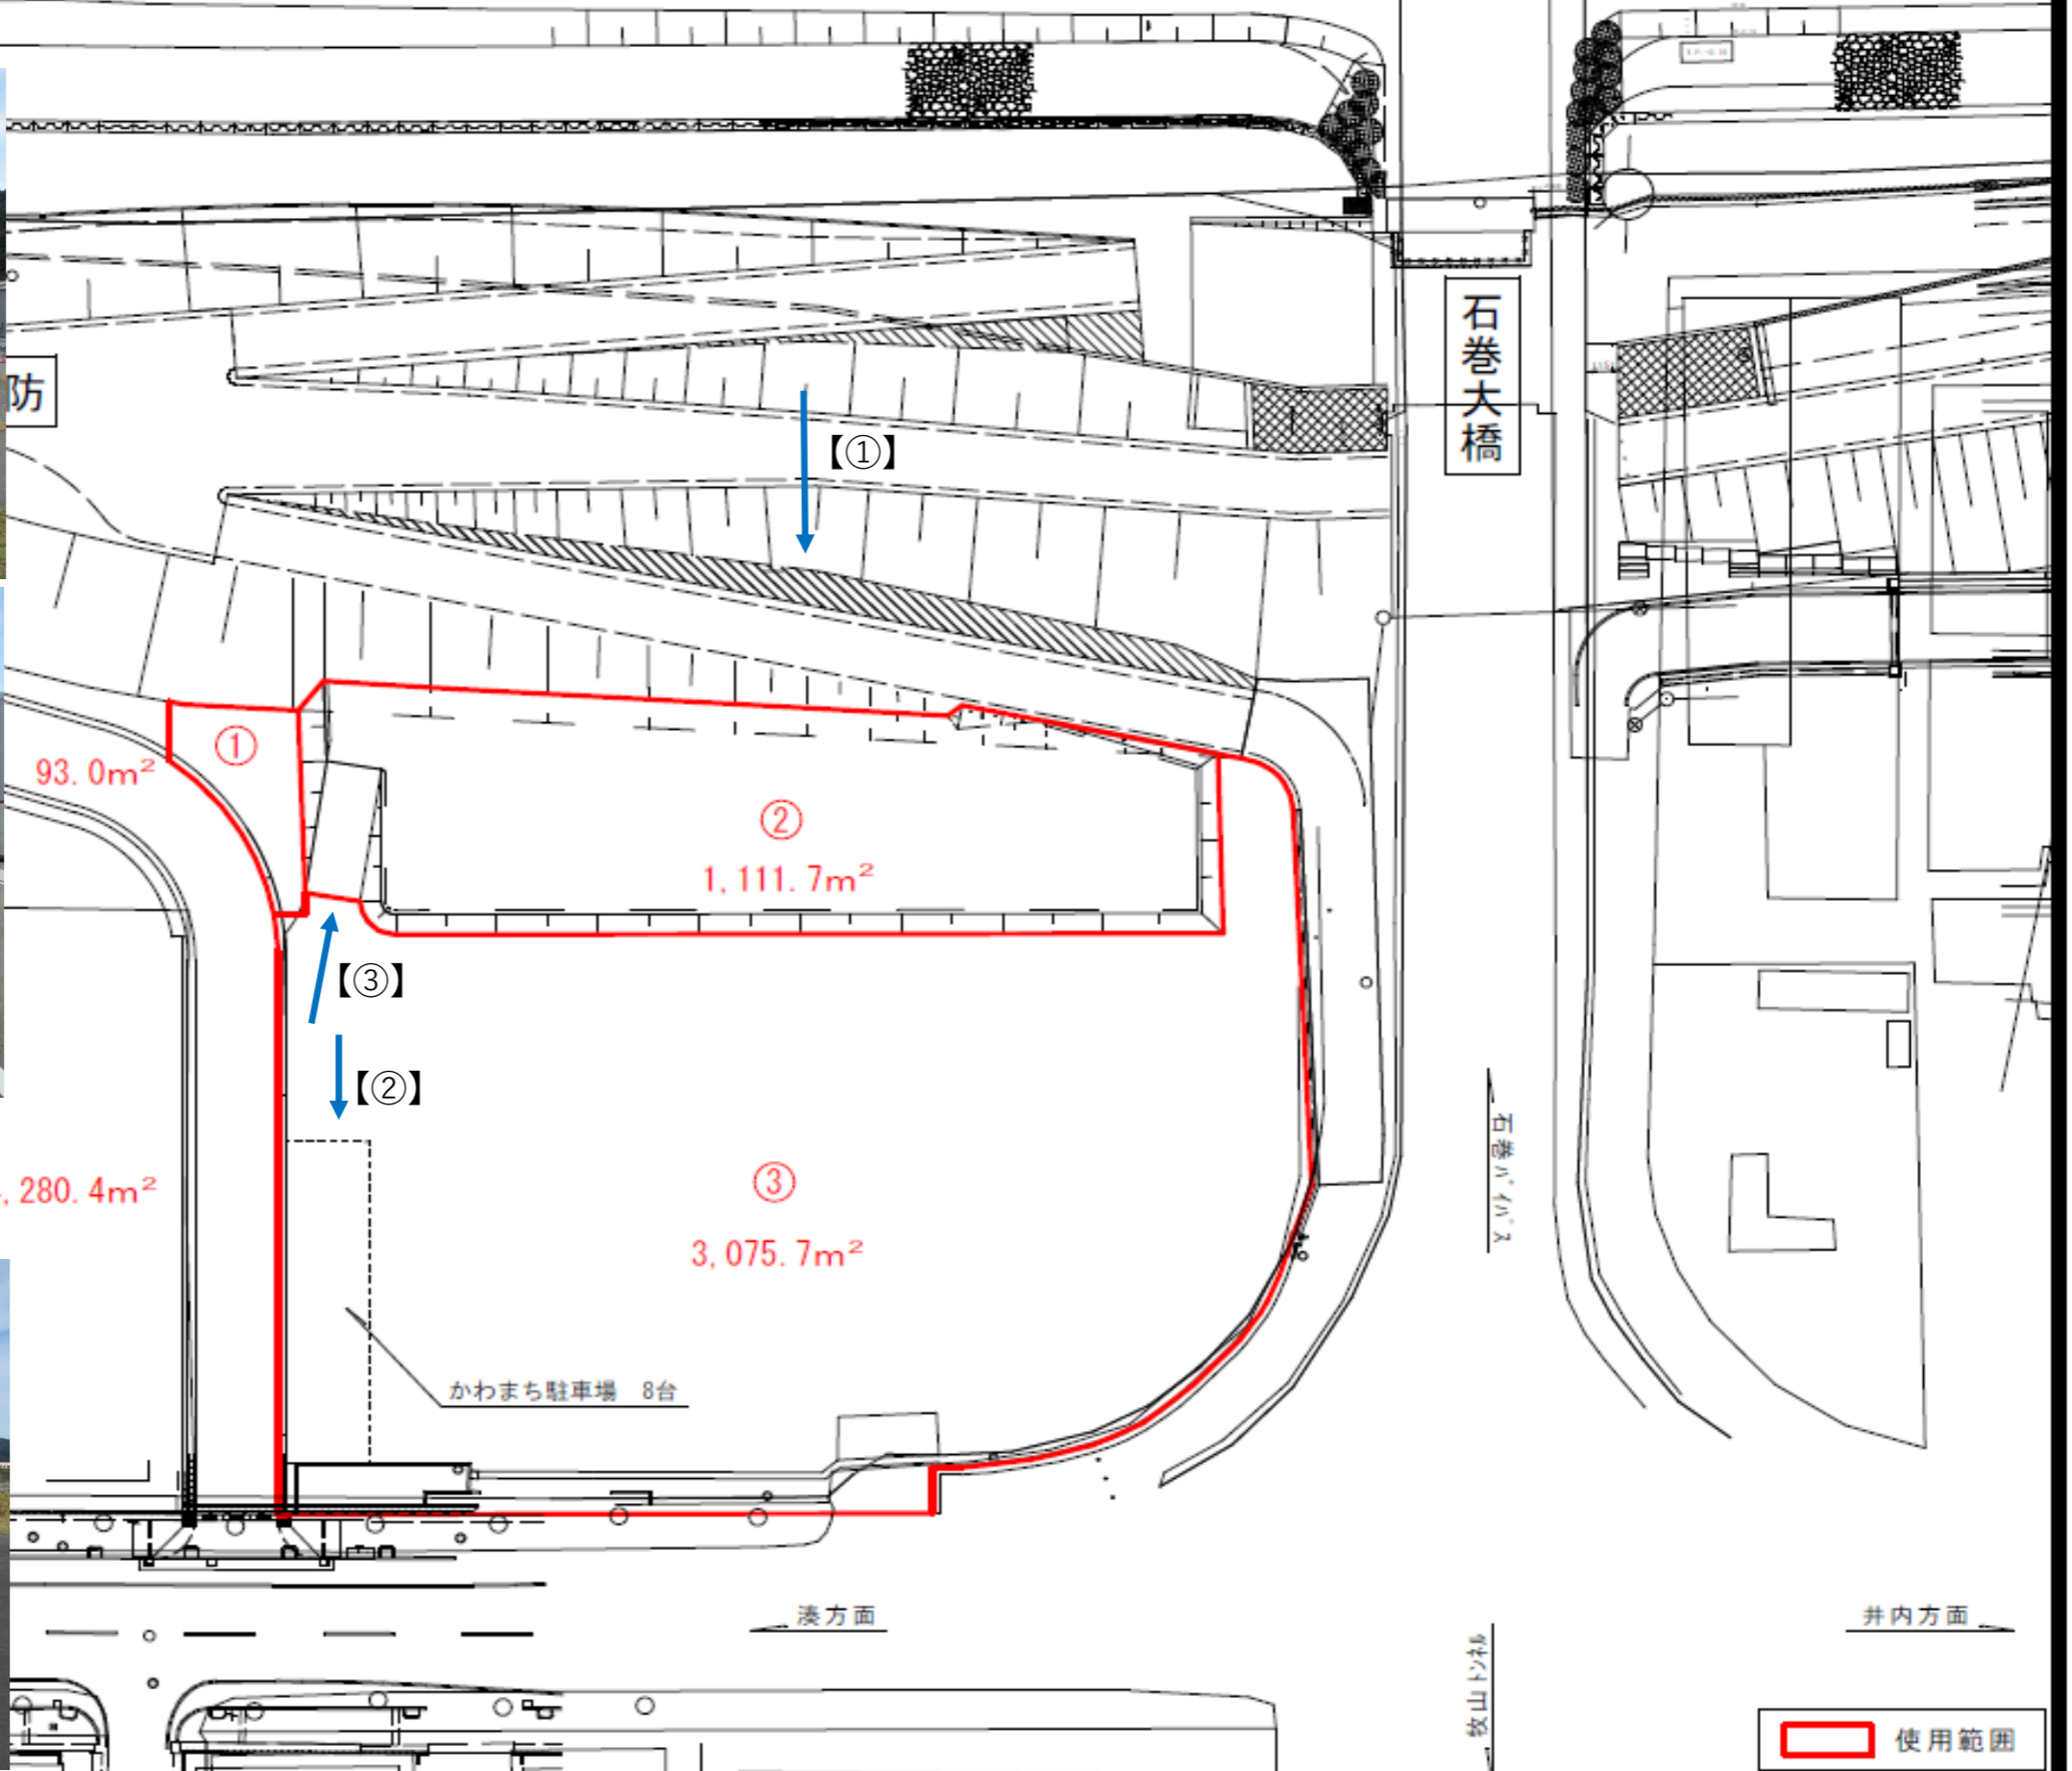 石巻大橋
防
【①】
①
93.0m²
②
1,111.7m²
【③】
【②】
③
280.4m²
3,075.7m²
石巻バイパス
かわまち駐車場 8台
湊方面
井内方面
牧山トンネル
使用範囲